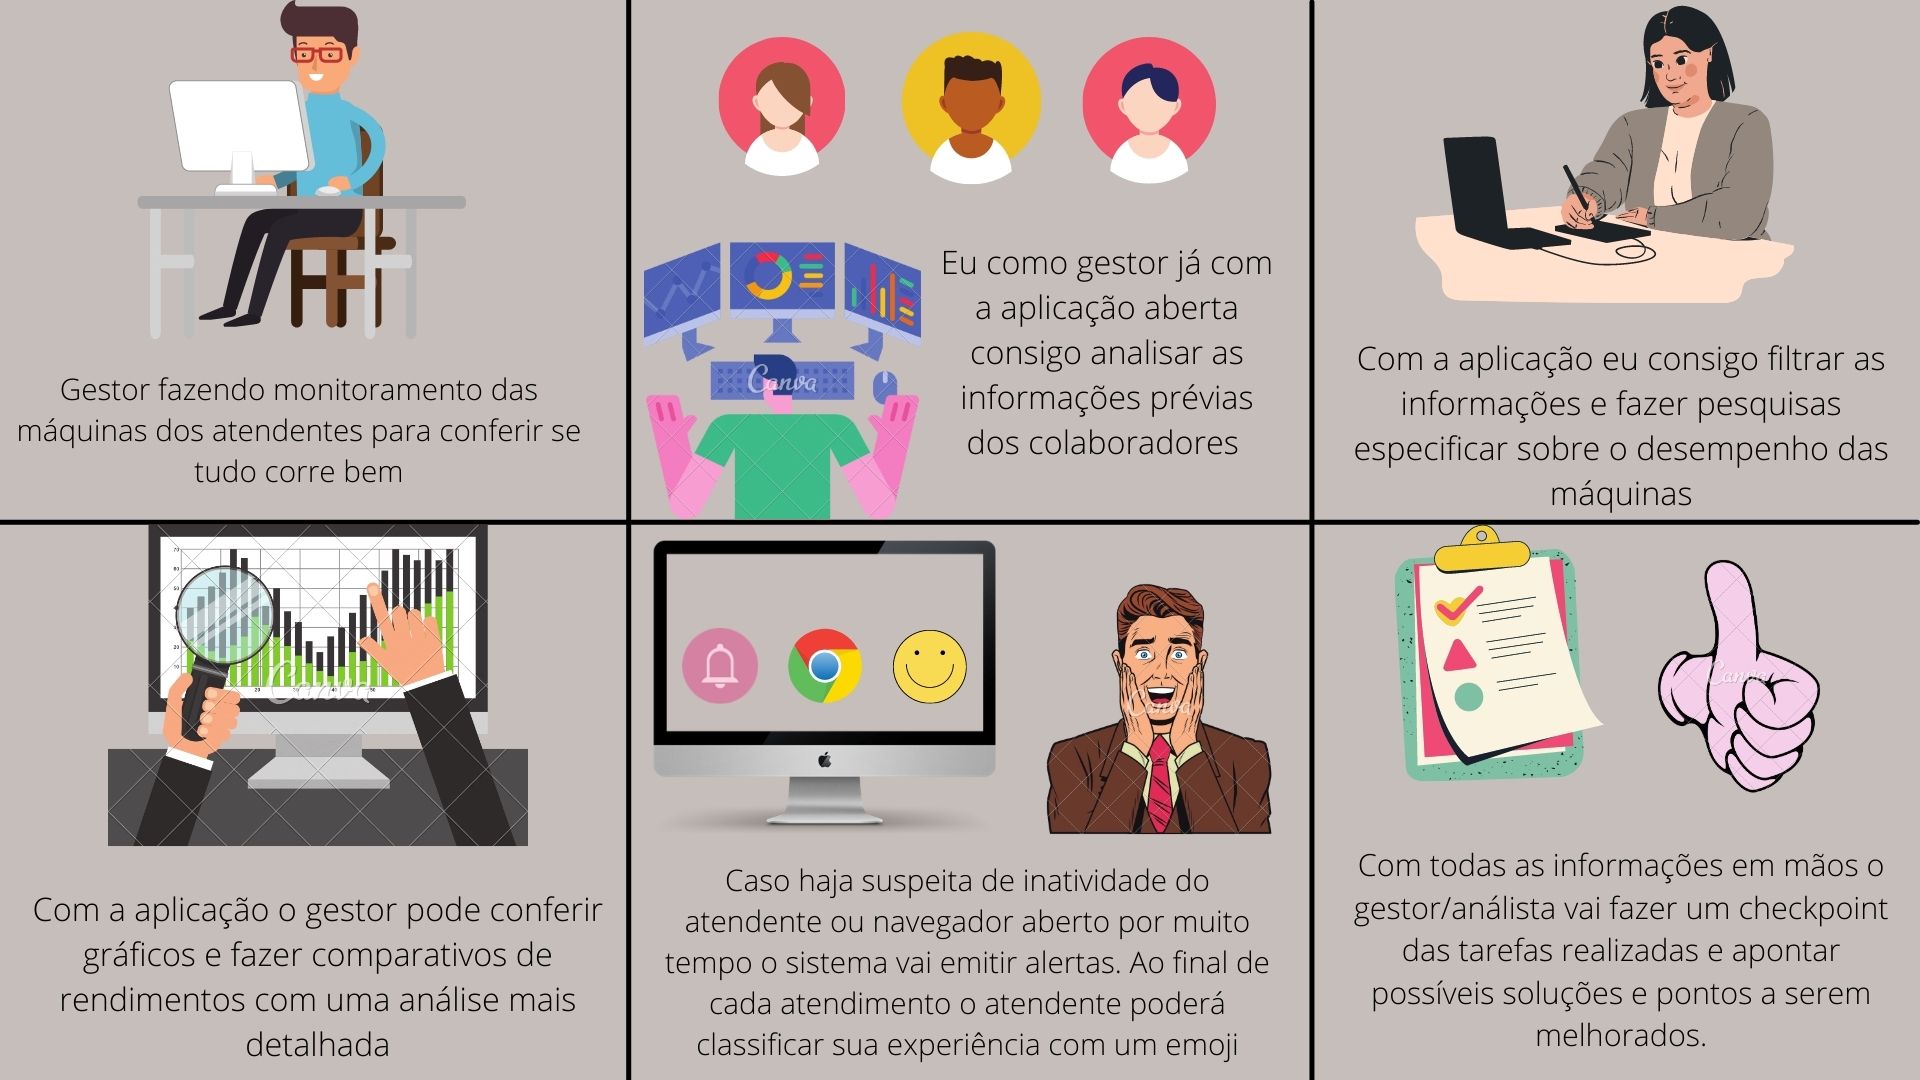 Gestor fazendo monitoramento das
máquinas dos atendentes para conferir se
tudo corre bem
Eu como gestor já com
a aplicação aberta
consigo analisar as
informações prévias
dos colaboradores
Canva
Com a aplicação eu consigo filtrar as
informações e fazer pesquisas
especificar sobre o desempenho das
máquinas
Canva
Com a aplicação o gestor pode conferir
gráficos e fazer comparativos de
rendimentos com uma análise mais
detalhada
Canva
Caso haja suspeita de inatividade do
atendente ou navegador aberto por muito
tempo o sistema vai emitir alertas. Ao final de
cada atendimento o atendente poderá
classificar sua experiência com um emoji
Canva
Com todas as informações em mãos o
gestor/análista vai fazer um checkpoint
das tarefas realizadas e apontar
possíveis soluções e pontos a serem
melhorados.